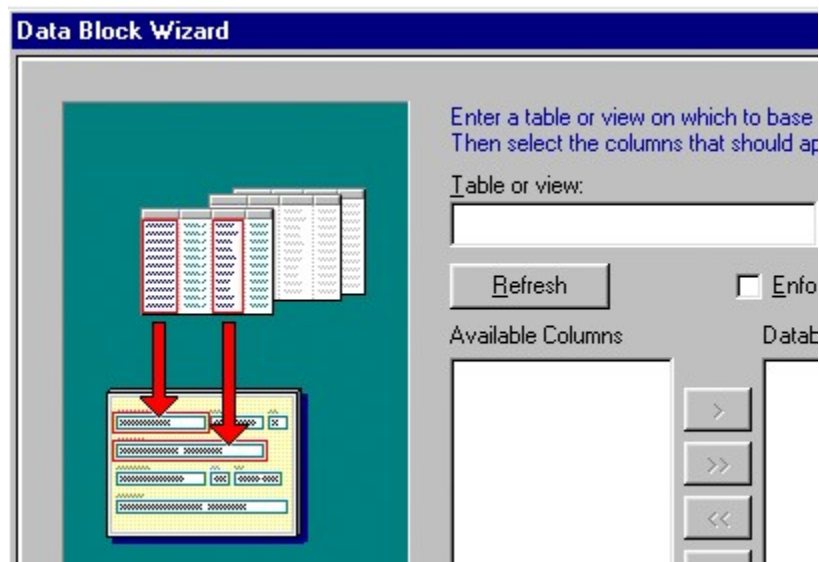 Data Block Wizard
Enter a table or view on which to base
Then select the columns that should ap
Table or view:
Refresh
Enfo
Available Columns
Datab
>
>>
<<